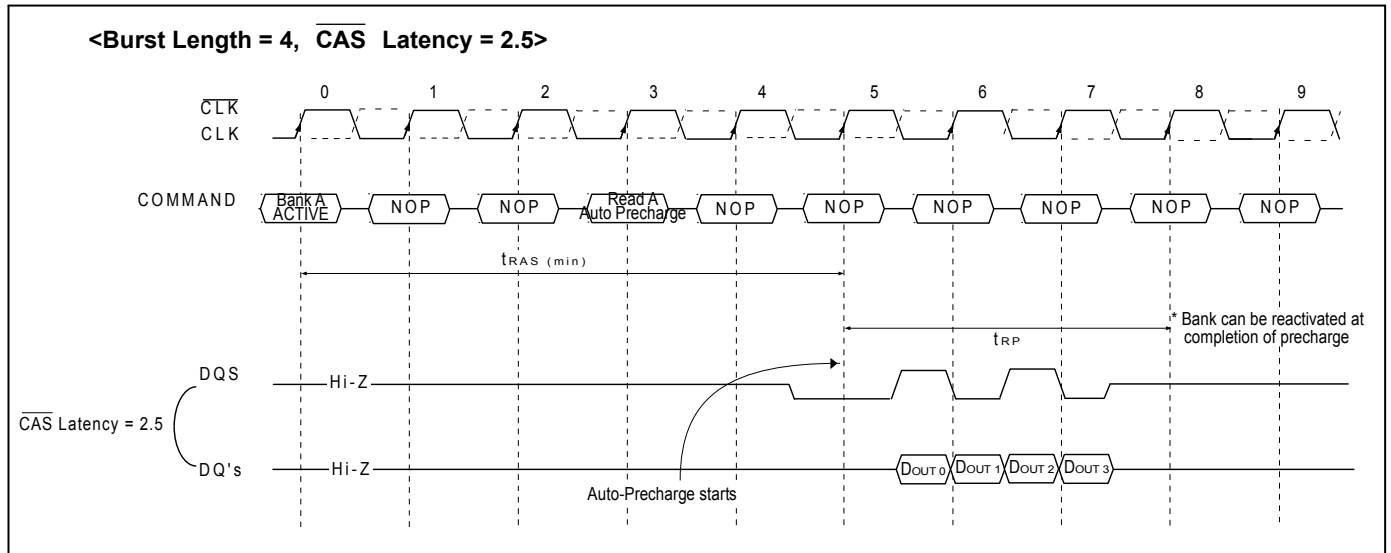 <Burst Length = 4, CAS Latency = 2.5>
0 1 2 3 4 5 6 7 8 9
CLK
CLK
COMMAND
Bank A
ACTIVE
NOP
NOP
Read A
Auto Precharge
NOP
NOP
NOP
NOP
NOP
NOP
tRAS (min)
* Bank can be reactivated at
completion of precharge
tRP
DQS
Hi-Z
CAS Latency = 2.5
DQ's
Hi-Z
DOUT 0
DOUT 1
DOUT 2
DOUT 3
Auto-Precharge starts